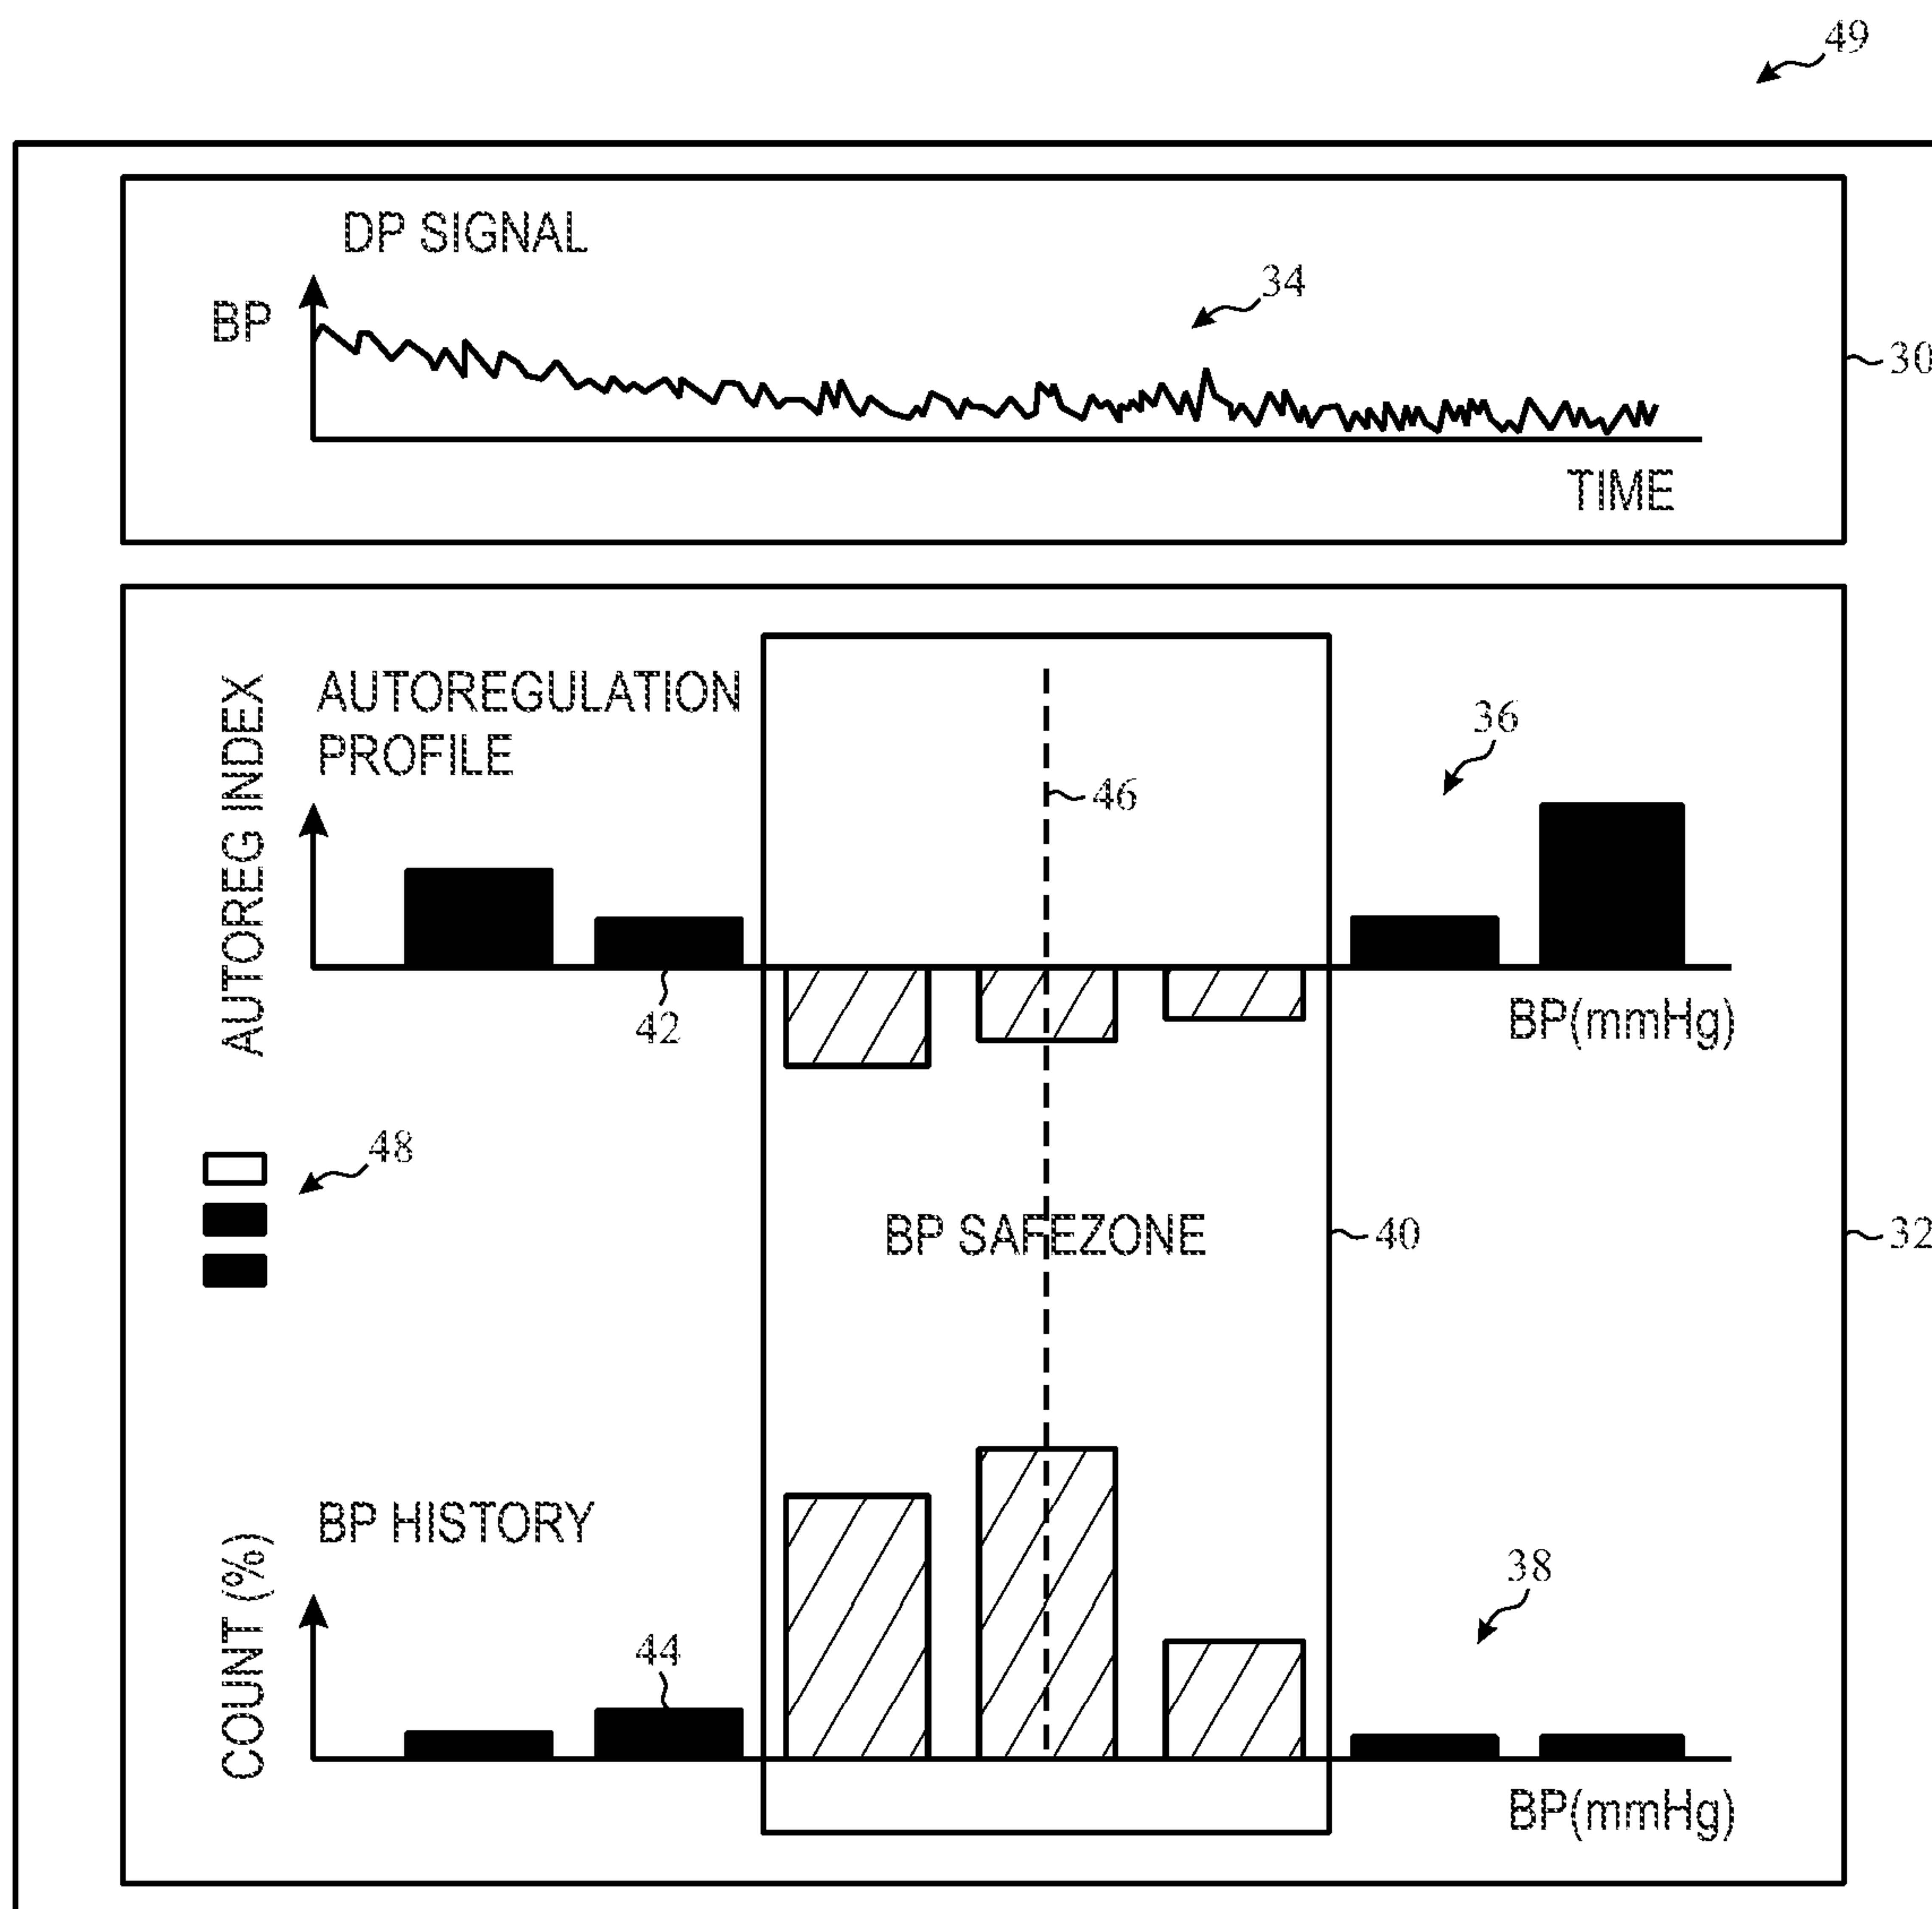 49
DP SIGNAL
BP
34
30
TIME
AUTOREGULATION
PROFILE
AUTOREG INDEX
36
46
42
BP(mmHg)
48
BP SAFEZONE
40
32
BP HISTORY
COUNT (%)
44
38
BP(mmHg)